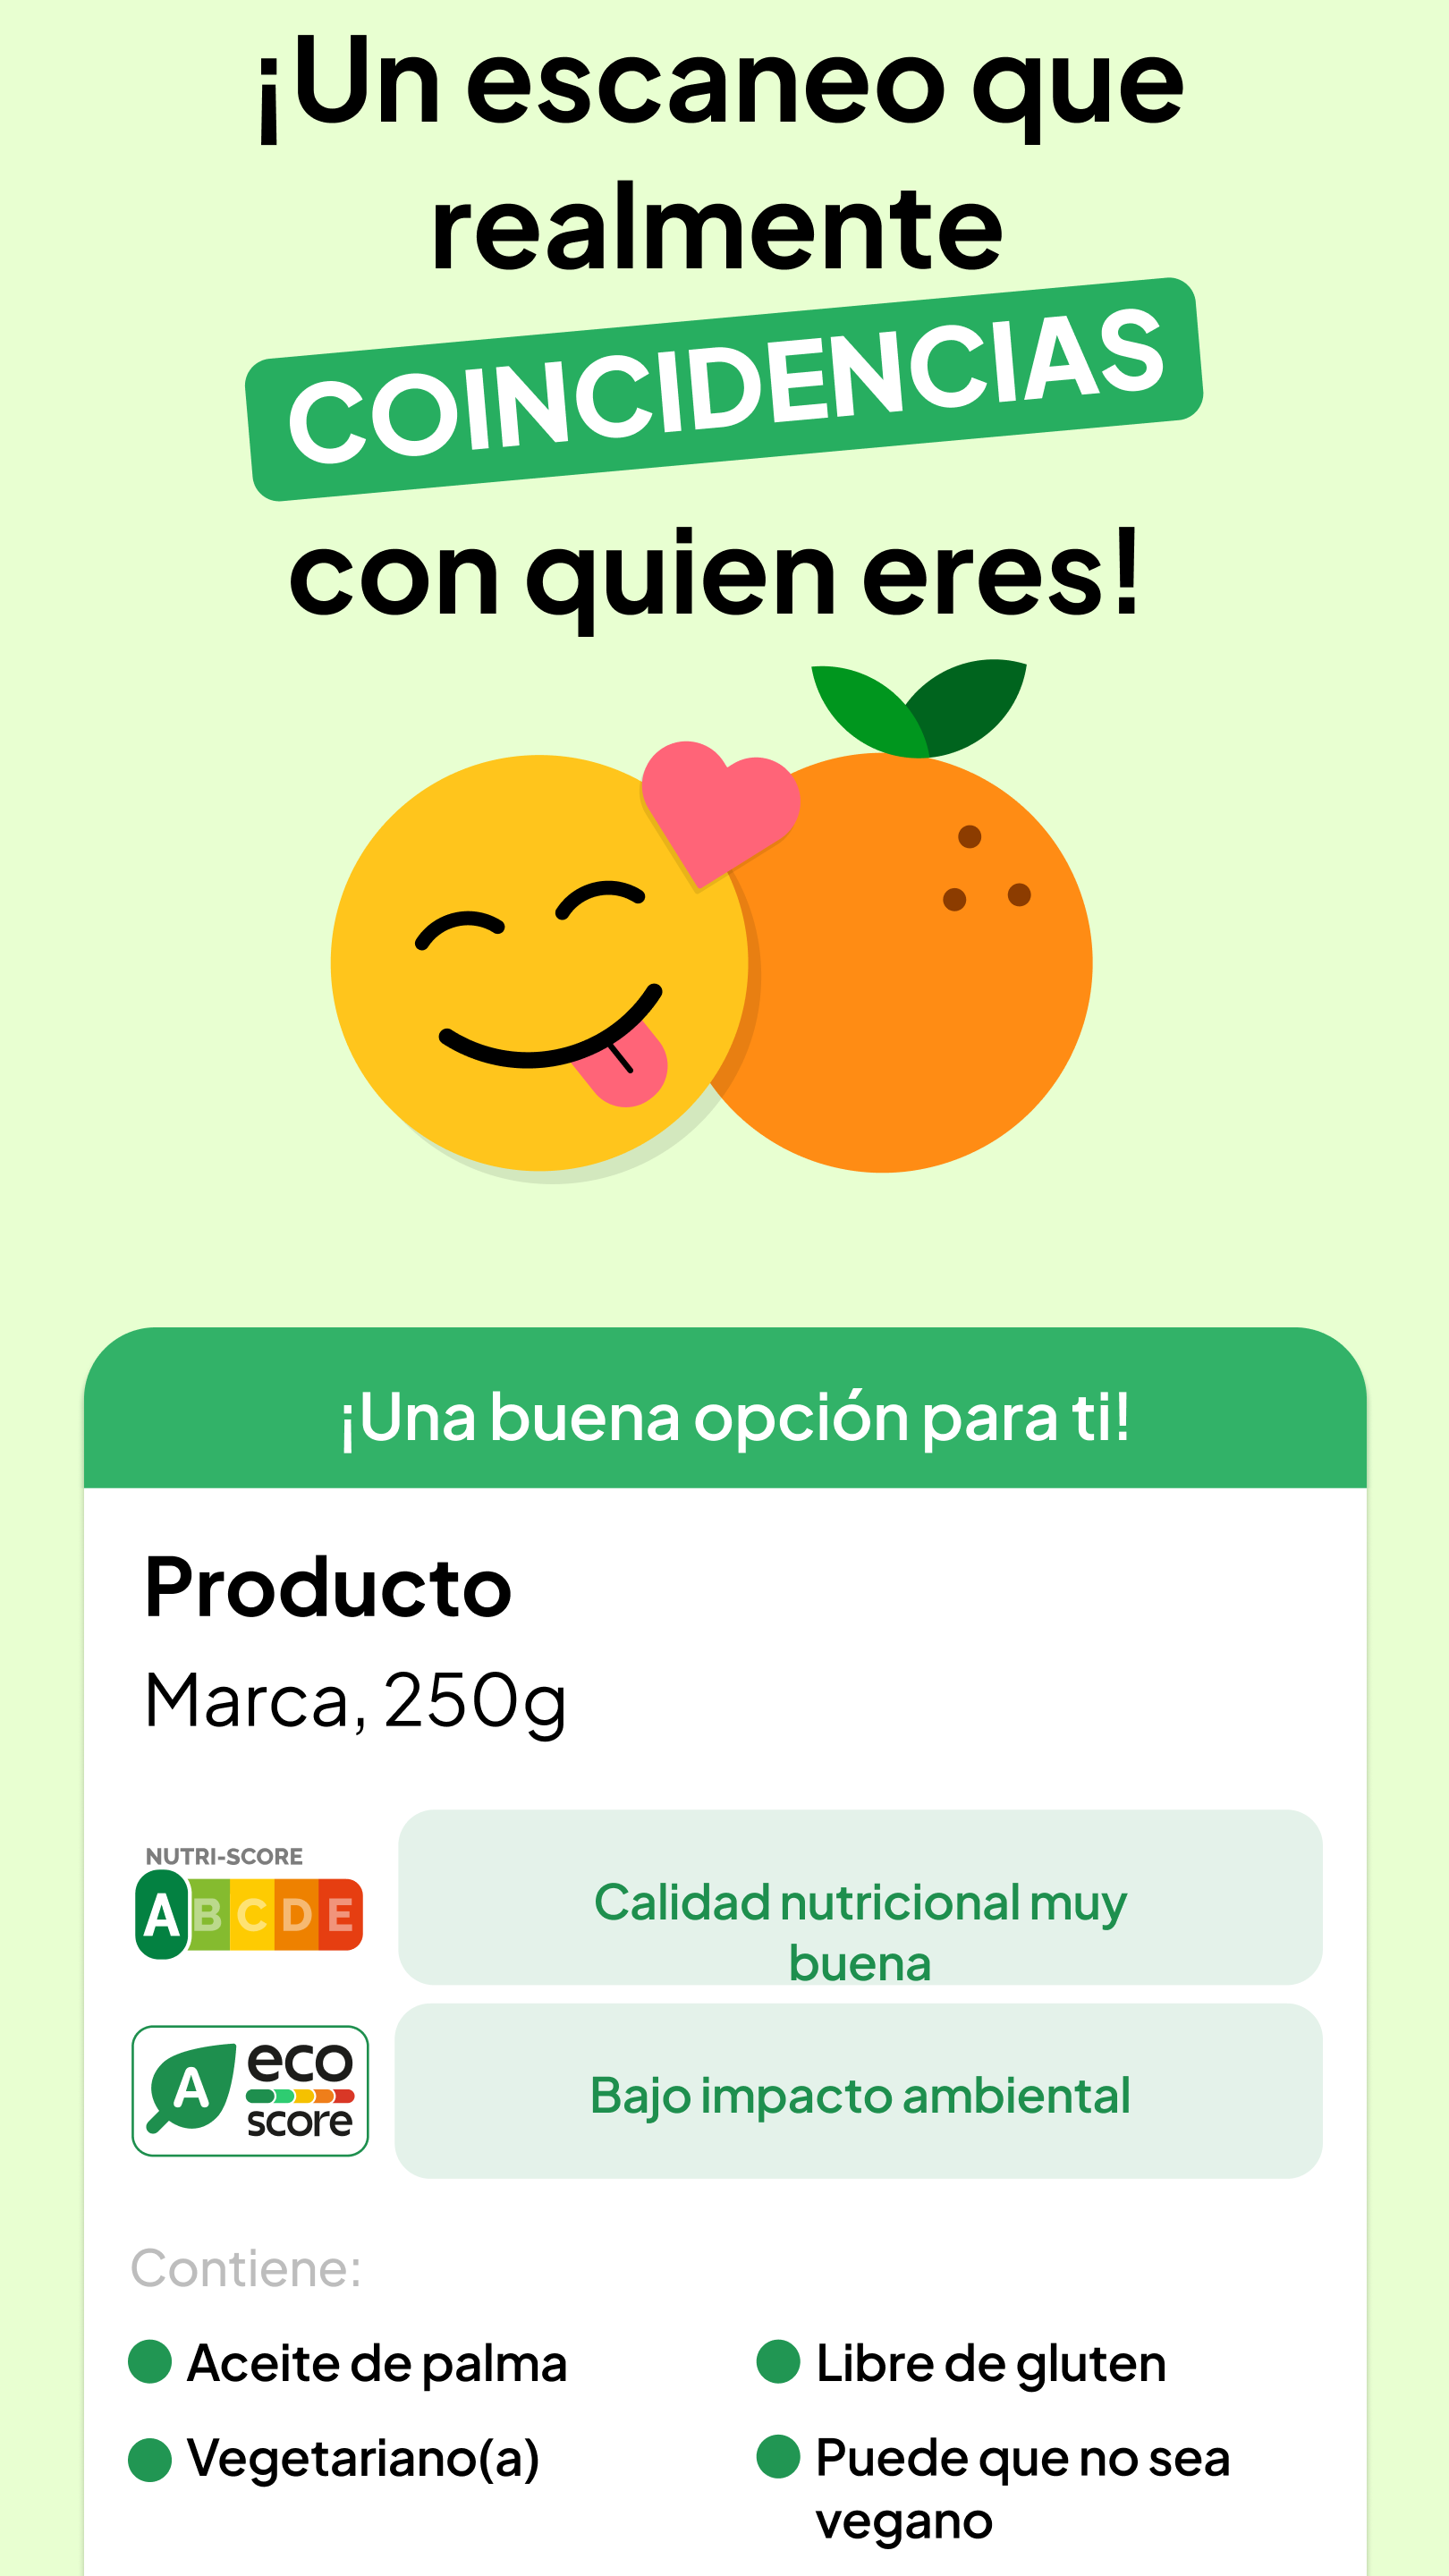 ¡Un escaneo que
realmente
COINCIDENCIAS
con quien eres!
¡Una buena opción para ti!
Producto
Marca, 250g
NUTRI-SCORE
A B C D E
Calidad nutricional muy
buena
A
eco
score
Bajo impacto ambiental
Contiene:
Aceite de palma
Libre de gluten
Vegetariano(a)
Puede que no sea
vegano